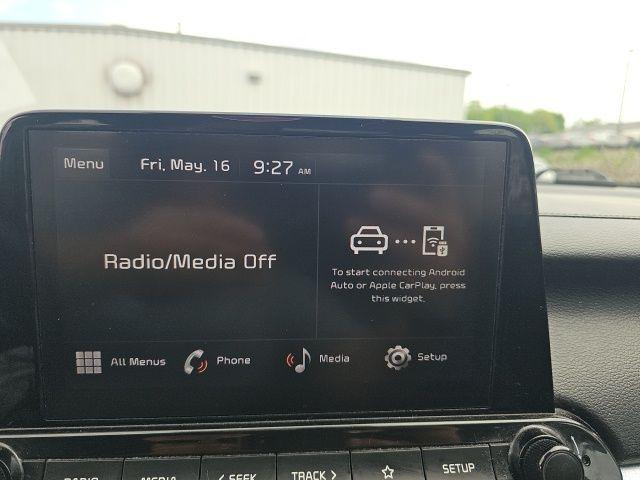 Menu Fri, May. 16 9:27 AM
Radio/Media Off
To start connecting Android
Auto or Apple CarPlay, press
this widget.
All Menus Phone Media Setup
RADIO MEDIA < SEEK TRACK > SETUP